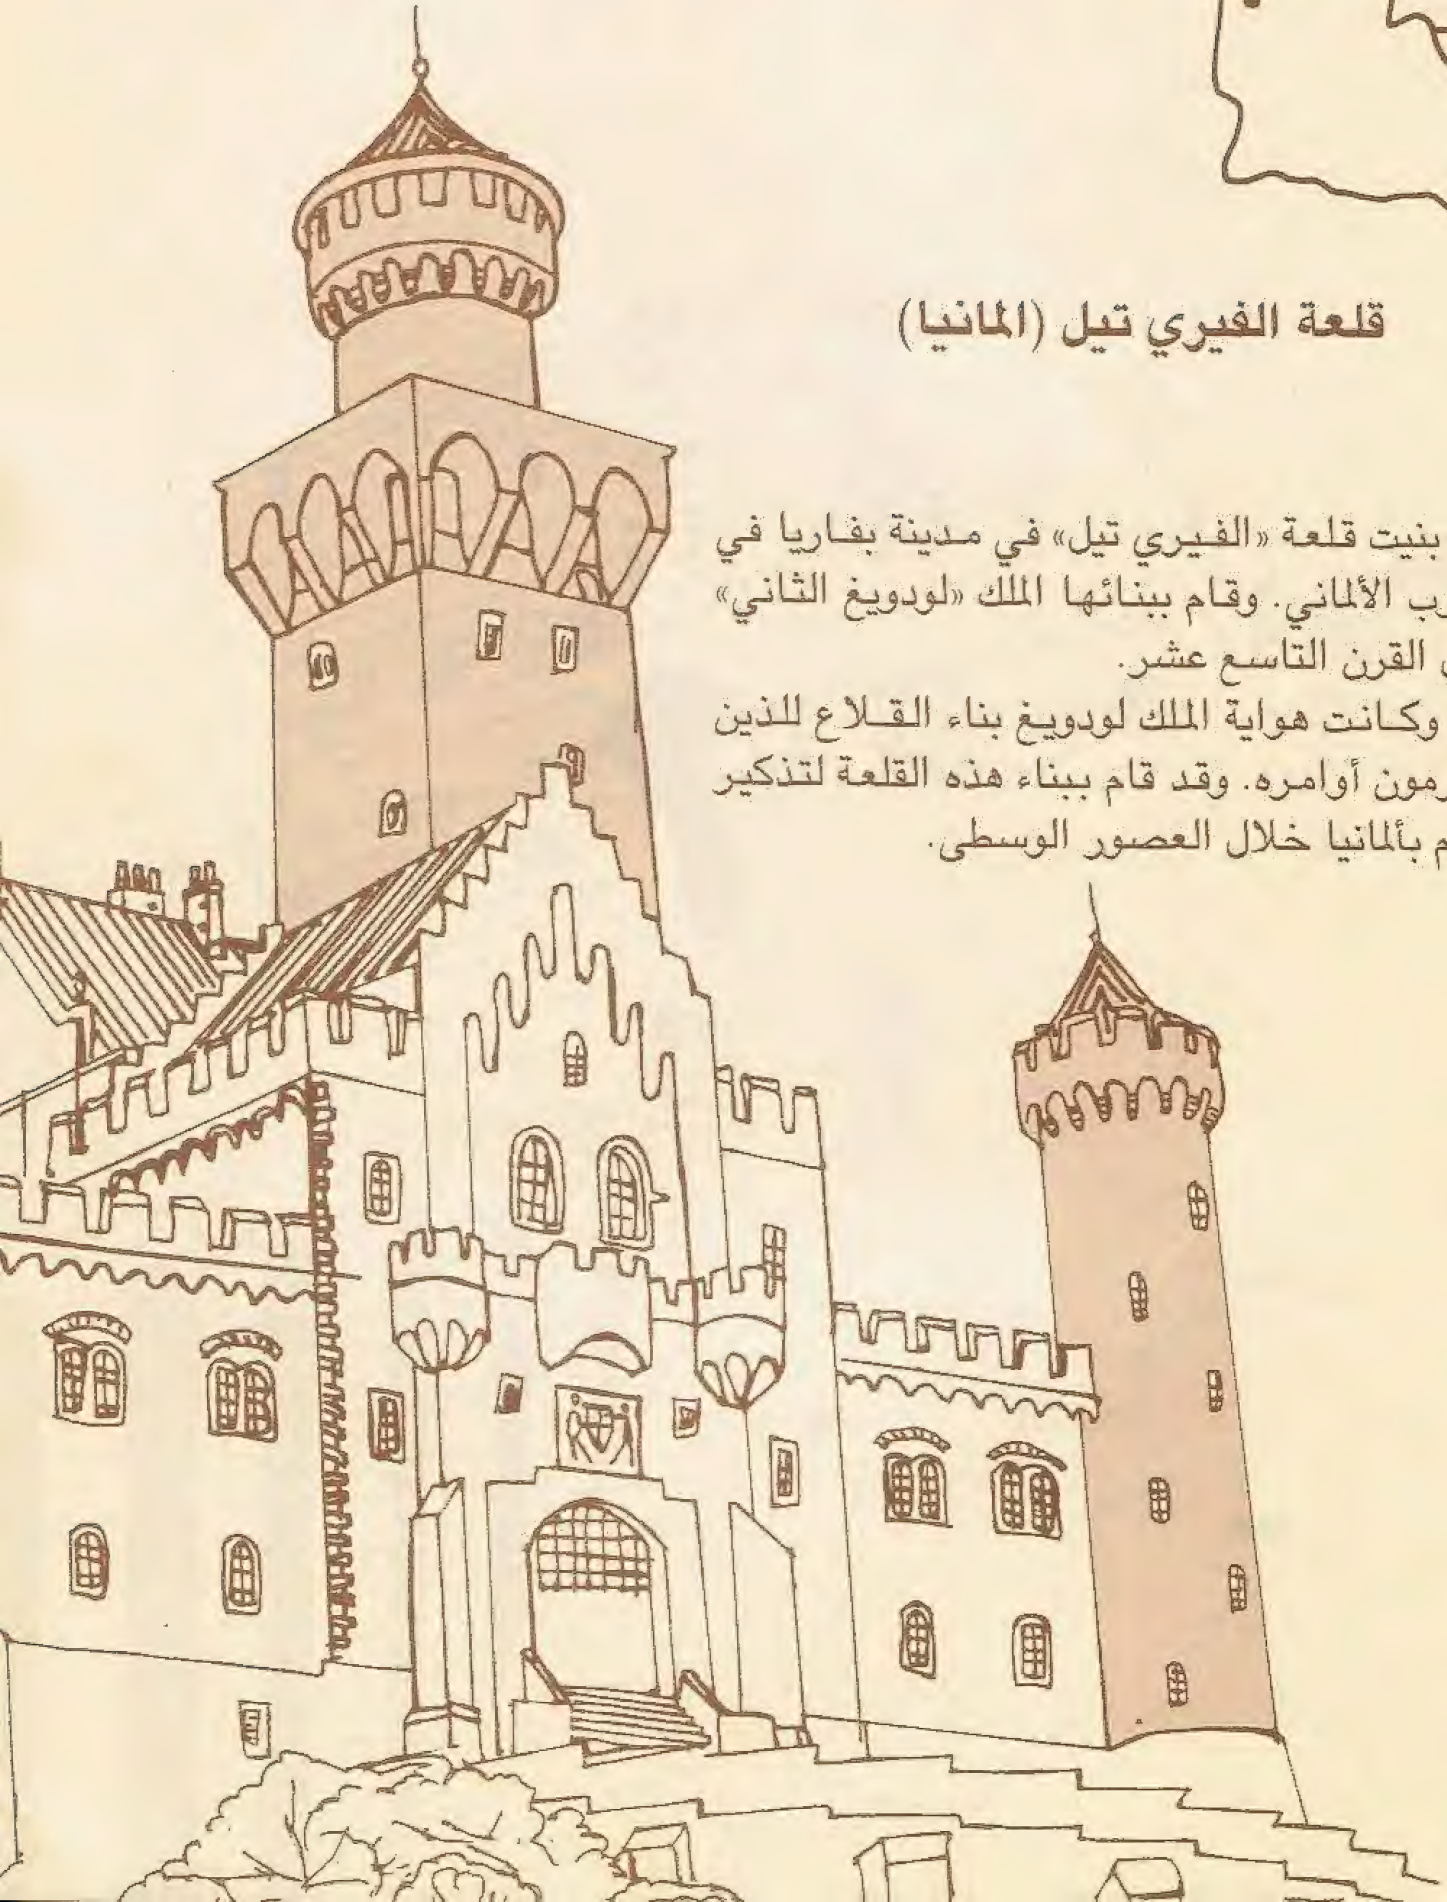 قلعة الفيري تيل (المانيا)
بنيت قلعة «الفيري تيل» في مدينة بفاريا في
الألماني. وقام ببنائها الملك «لودويغ الثاني»
القرن التاسع عشر.
وكانت هواية الملك لودويغ بناء القلاع للذين
أوامره. وقد قام ببناء هذه القلعة لتذكير
بألمانيا خلال العصور الوسطى.